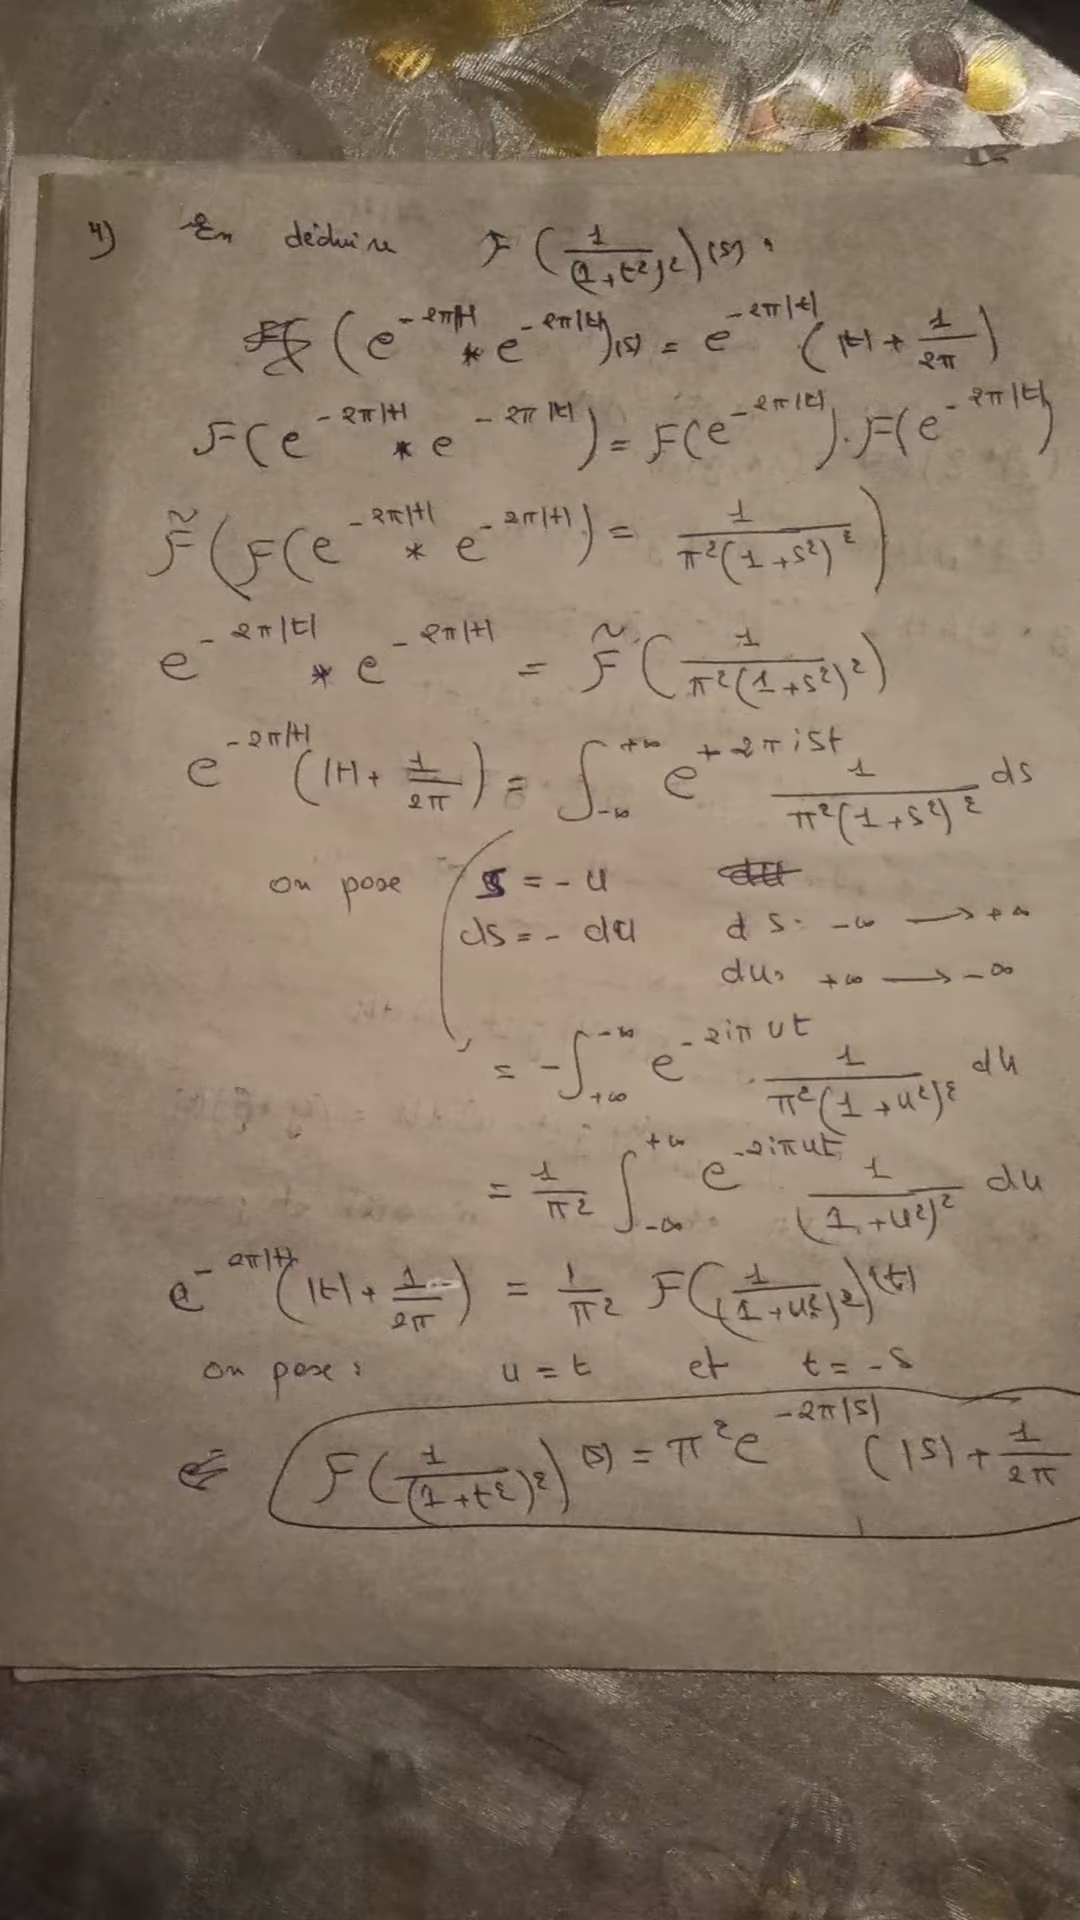 4) En déduire F(1/(1+t²)²)(s).
(e^{-2π|t|} * e^{-2π|t|})(s) = e^{-2π|t|} (|t| + 1/2π)
F(e^{-2π|t|} * e^{-2π|t|}) = F(e^{-2π|t|}) . F(e^{-2π|t|})
F̃(F(e^{-2π|t|} * e^{-2π|t|}) = 1/(π²(1+s²)²))
e^{-2π|t|} * e^{-2π|t|} = F̃(1/(π²(1+s²)²))
e^{-2π|t|} (|t| + 1/2π) = ∫_{-∞}^{+∞} e^{+2πist} 1/(π²(1+s²)²) ds
on pose s = -u
ds = - du ds: -∞ → +∞
du: +∞ → -∞
= -∫_{+∞}^{-∞} e^{-2iπut} 1/(π²(1+u²)²) du
= 1/π² ∫_{-∞}^{+∞} e^{-2iπut} 1/(1+u²)² du
e^{-2π|t|} (|t| + 1/2π) = 1/π² F(1/(1+u²)²)(t)
on pose: u = t et t = -s
F(1/(1+t²)²)(s) = π² e^{-2π|s|} (|s| + 1/2π